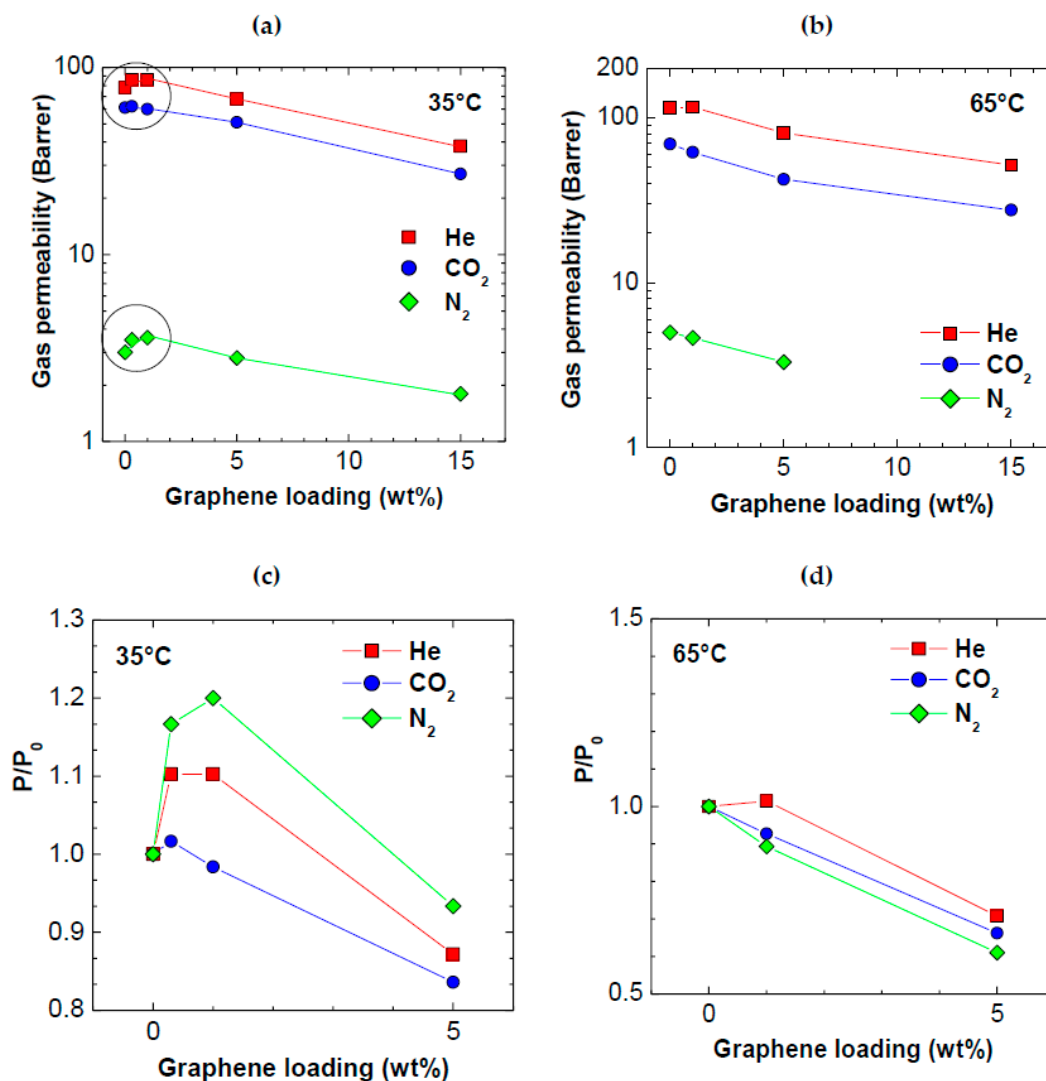 (a)
100
10
1
Gas permeability (Barrer)
35°C
He
CO₂
N₂
0 5 10 15
Graphene loading (wt%)
(b)
200
100
10
1
Gas permeability (Barrer)
65°C
He
CO₂
N₂
0 5 10 15
Graphene loading (wt%)
(c)
1.3
1.2
1.1
1.0
0.9
0.8
P/P₀
35°C
He
CO₂
N₂
0 5
Graphene loading (wt%)
(d)
1.5
1.0
0.5
P/P₀
65°C
He
CO₂
N₂
0 5
Graphene loading (wt%)